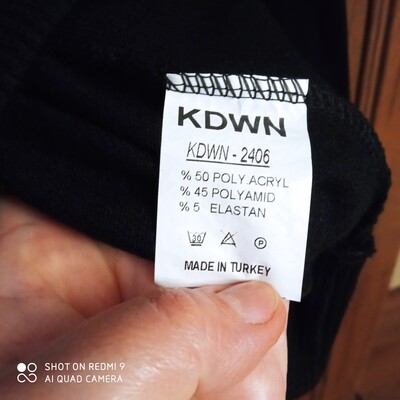 KDWN
KDWN - 2406
% 50 POLY.ACRYL
% 45 POLYAMID
% 5 ELASTAN
30
P
MADE IN TURKEY
SHOT ON REDMI 9
AI QUAD CAMERA